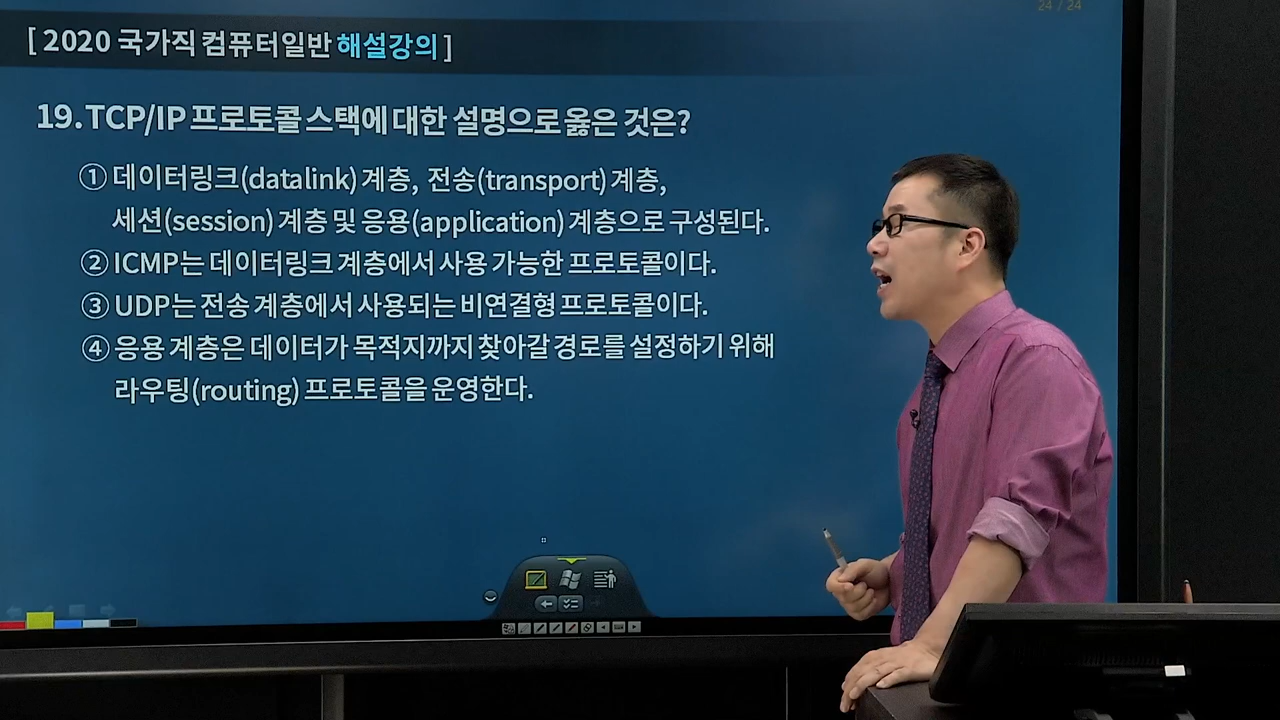 24 / 24
[ 2020 국가직 컴퓨터일반 해설강의 ]
19. TCP/IP 프로토콜 스택에 대한 설명으로 옳은 것은?
① 데이터링크(datalink) 계층, 전송(transport) 계층,
세션(session) 계층 및 응용(application) 계층으로 구성된다.
② ICMP는 데이터링크 계층에서 사용 가능한 프로토콜이다.
③ UDP는 전송 계층에서 사용되는 비연결형 프로토콜이다.
④ 응용 계층은 데이터가 목적지까지 찾아갈 경로를 설정하기 위해
라우팅(routing) 프로토콜을 운영한다.